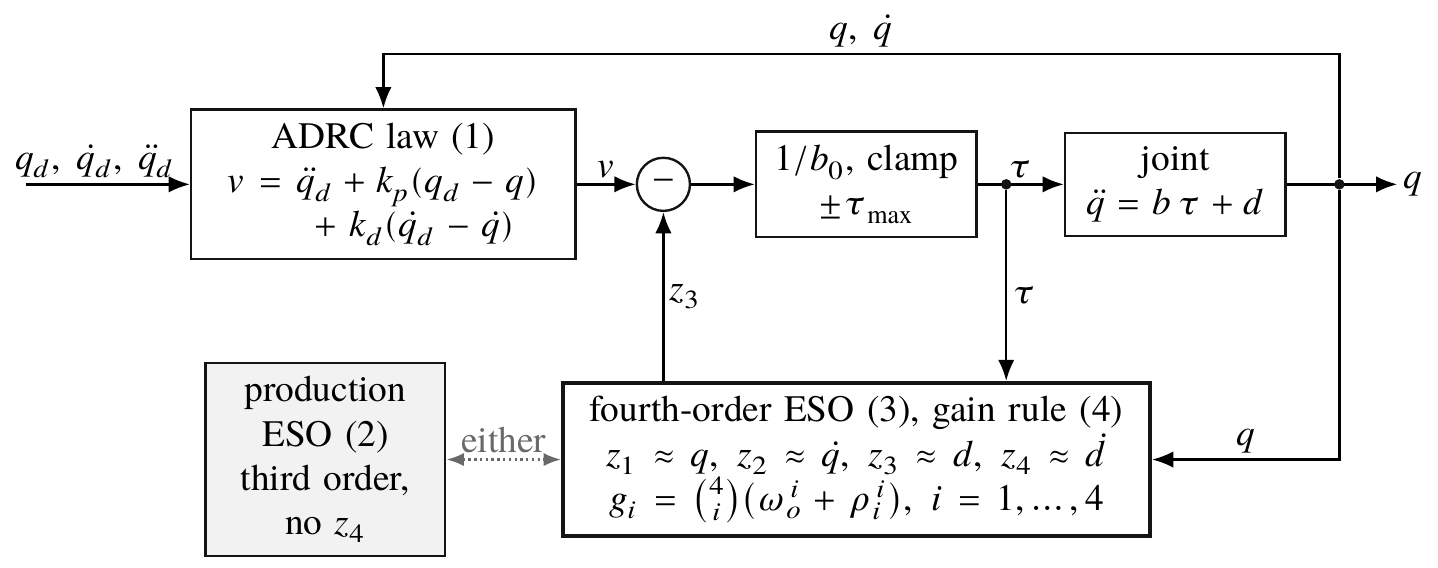 q, q̇
q_d, q̇_d, q̈_d
ADRC law (1)
v = q̈_d + k_p(q_d − q)
+ k_d(q̇_d − q̇)
v
−
1/b_0, clamp
±τ_max
τ
joint
q̈ = b τ + d
q
z_3
τ
production
ESO (2)
third order,
no z_4
either
fourth-order ESO (3), gain rule (4)
z_1 ≈ q, z_2 ≈ q̇, z_3 ≈ d, z_4 ≈ ḋ
g_i = (4 i)(ω_o^i + ρ_i^i), i = 1, … , 4
q